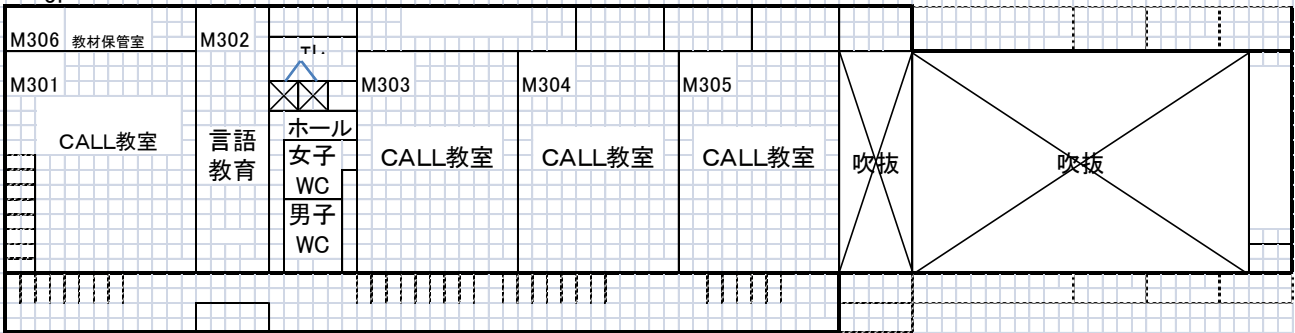 M306 教材保管室
M302
M301
CALL教室
言語
教育
ホール
女子
WC
男子
WC
M303
CALL教室
M304
CALL教室
M305
CALL教室
吹抜
吹抜